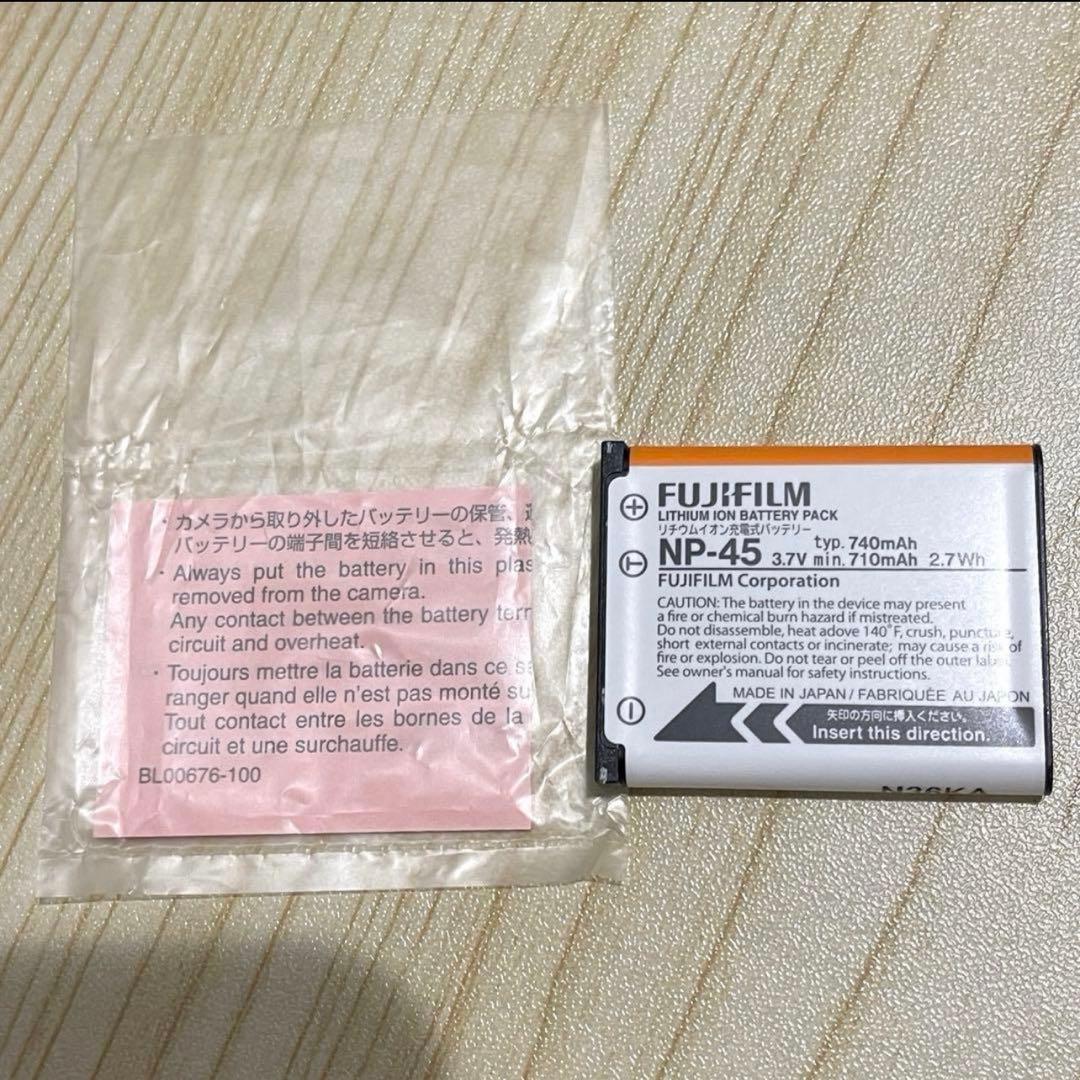 ・カメラから取り外したバッテリーの保管、
バッテリーの端子間を短絡させると、発熱
・Always put the battery in this plas
removed from the camera.
Any contact between the battery term
circuit and overheat.
・Toujours mettre la batterie dans ce sa
ranger quand elle n'est pas monté su
Tout contact entre les bornes de la
circuit et une surchauffe.
BL00676-100
FUJIFILM
LITHIUM ION BATTERY PACK
リチウムイオン充電式バッテリー
NP-45 3.7V typ. 740mAh min. 710mAh 2.7Wh
FUJIFILM Corporation
CAUTION: The battery in the device may present
a fire or chemical burn hazard if mistreated.
Do not disassemble, heat adove 140°F, crush, puncture,
short external contacts or incinerate; may cause a risk of
fire or explosion. Do not tear or peel off the outer label.
See owner's manual for safety instructions.
MADE IN JAPAN / FABRIQUÉE AU JAPON
矢印の方向に挿入ください。
Insert this direction.
+
T
−